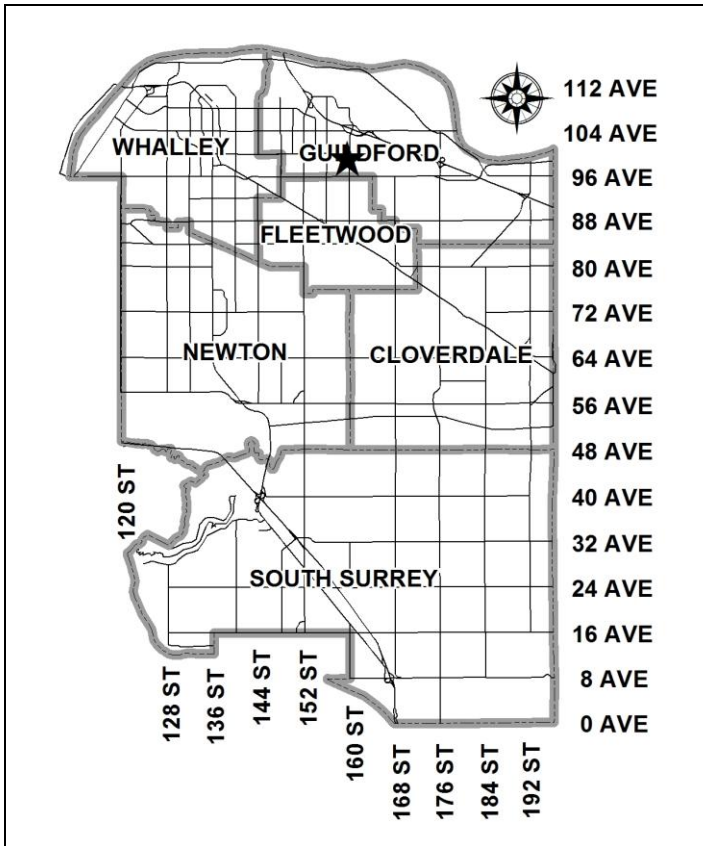 112 AVE
104 AVE
WHALLEY
GUILDFORD
96 AVE
88 AVE
FLEETWOOD
80 AVE
72 AVE
NEWTON
CLOVERDALE
64 AVE
56 AVE
48 AVE
120 ST
40 AVE
32 AVE
SOUTH SURREY
24 AVE
16 AVE
8 AVE
0 AVE
128 ST
136 ST
144 ST
152 ST
160 ST
168 ST
176 ST
184 ST
192 ST